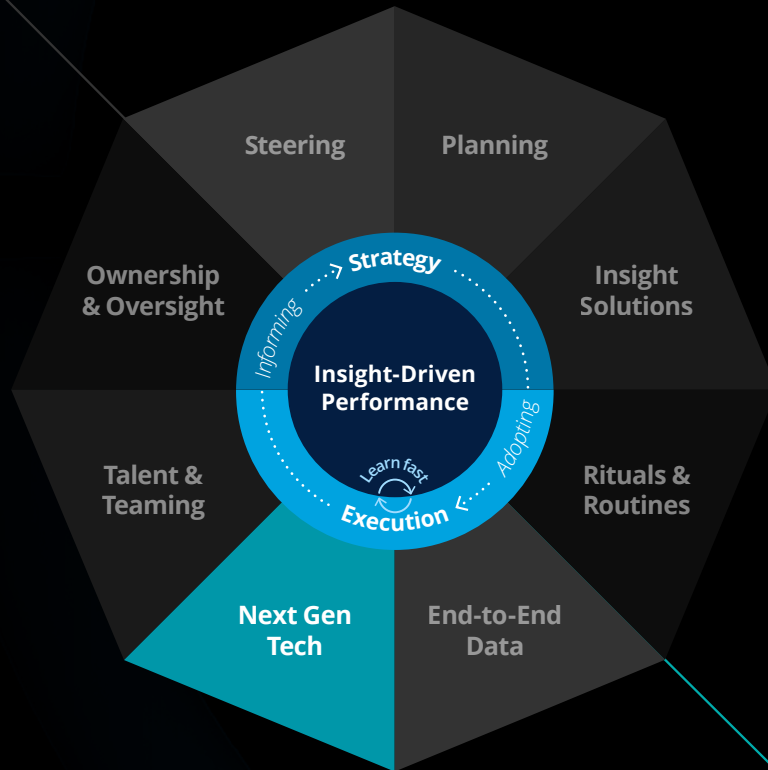 Steering
Planning
Ownership
& Oversight
Insight
Solutions
Strategy
Informing
Insight-Driven
Performance
Adopting
Learn fast
Execution
Talent &
Teaming
Rituals &
Routines
Next Gen
Tech
End-to-End
Data